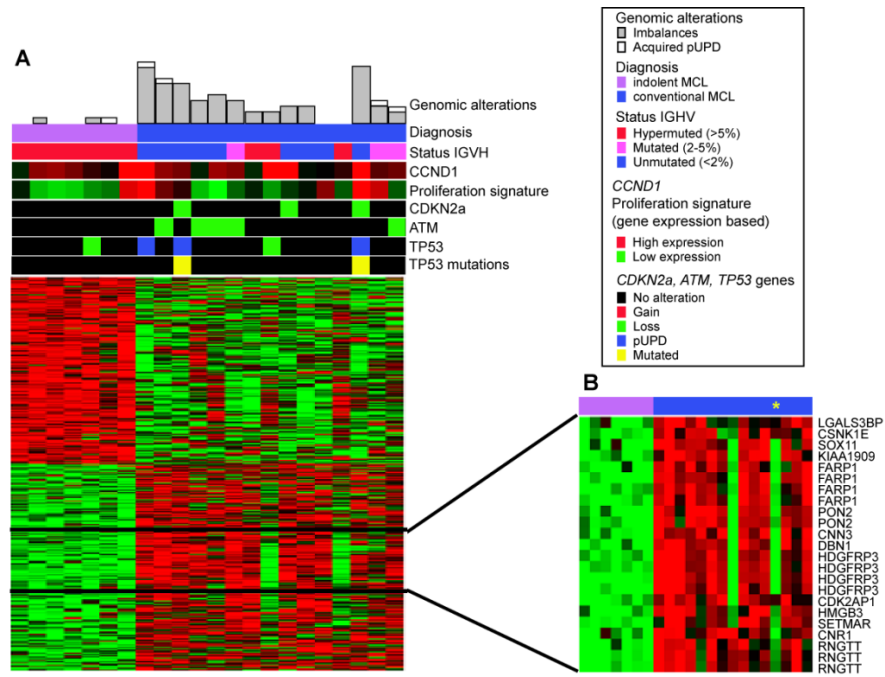 A
Genomic alterations
Diagnosis
Status IGVH
CCND1
Proliferation signature
CDKN2a
ATM
TP53
TP53 mutations
Genomic alterations
Imbalances
Acquired pUPD
Diagnosis
indolent MCL
conventional MCL
Status IGHV
Hypermuted (>5%)
Mutated (2-5%)
Unmutated (<2%)
CCND1
Proliferation signature
(gene expression based)
High expression
Low expression
CDKN2a, ATM, TP53 genes
No alteration
Gain
Loss
pUPD
Mutated
B
*
LGALS3BP
CSNK1E
SOX11
KIAA1909
FARP1
FARP1
FARP1
FARP1
PON2
PON2
CNN3
DBN1
HDGFRP3
HDGFRP3
HDGFRP3
HDGFRP3
CDK2AP1
HMGB3
SETMAR
CNR1
RNGTT
RNGTT
RNGTT